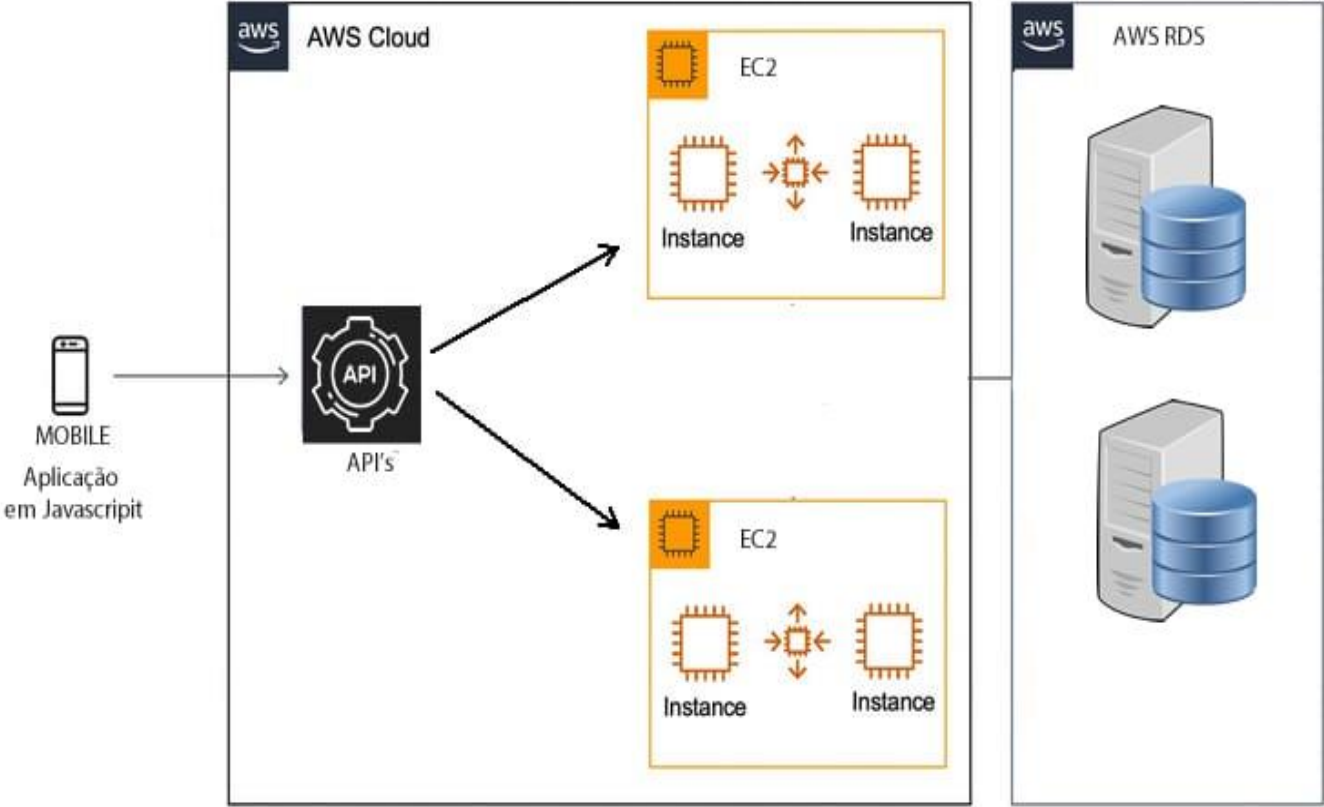 aws
AWS Cloud
EC2
Instance
Instance
API
API's
MOBILE
Aplicação
em Javascripit
EC2
Instance
Instance
aws
AWS RDS